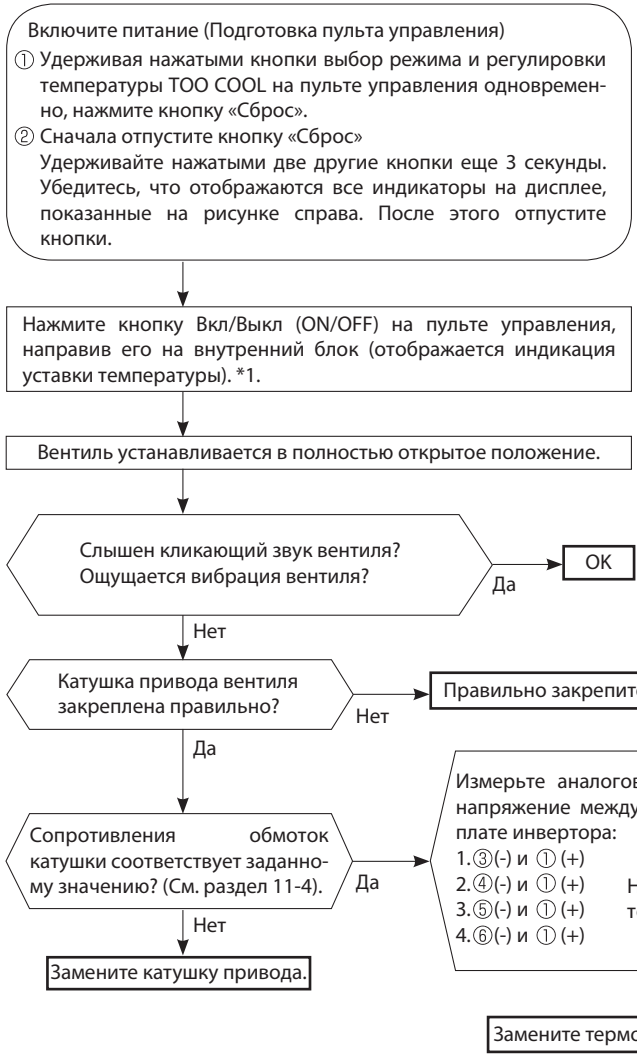 Включите питание (Подготовка пульта управления)
① Удерживая нажатыми кнопки выбор режима и регулировки
температуры TOO COOL на пульте управления одновремен-
но, нажмите кнопку «Сброс».
② Сначала отпустите кнопку «Сброс»
Удерживайте нажатыми две другие кнопки еще 3 секунды.
Убедитесь, что отображаются все индикаторы на дисплее,
показанные на рисунке справа. После этого отпустите
кнопки.
Нажмите кнопку Вкл/Выкл (ON/OFF) на пульте управления,
направив его на внутренний блок (отображается индикация
уставки температуры). *1.
Вентиль устанавливается в полностью открытое положение.
Слышен кликающий звук вентиля?
Ощущается вибрация вентиля?
Да
OK
Нет
Катушка привода вентиля
закреплена правильно?
Нет
Правильно закрепит
Да
Сопротивления обмоток
катушки соответствует заданно-
му значению? (См. раздел 11-4).
Да
Измерьте аналогов
напряжение между
плате инвертора:
1.③(-) и ①(+)
2.④(-) и ①(+)
3.⑤(-) и ①(+)
4.⑥(-) и ①(+)
Нет
Замените катушку привода.
Замените термо